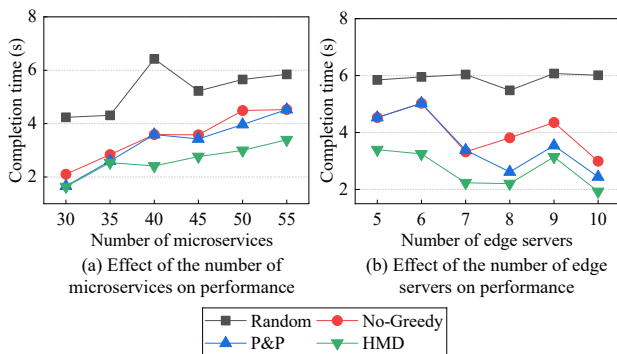 8
6
4
2
Completion time (s)
30 35 40 45 50 55
Number of microservices
(a) Effect of the number of
microservices on performance
8
6
4
2
Completion time (s)
5 6 7 8 9 10
Number of edge servers
(b) Effect of the number of edge
servers on performance
Random No-Greedy
P&P HMD